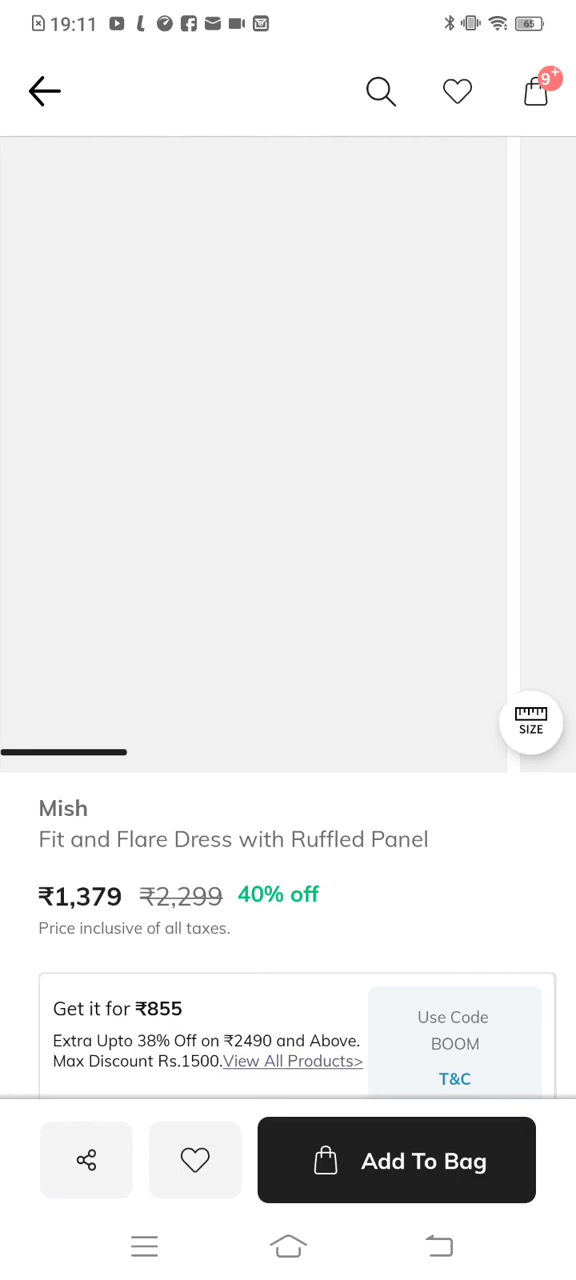 19:11
65
9+
SIZE
Mish
Fit and Flare Dress with Ruffled Panel
₹1,379 ₹2,299 40% off
Price inclusive of all taxes.
Get it for ₹855
Extra Upto 38% Off on ₹2490 and Above.
Max Discount Rs.1500.View All Products>
Use Code
BOOM
T&C
Add To Bag